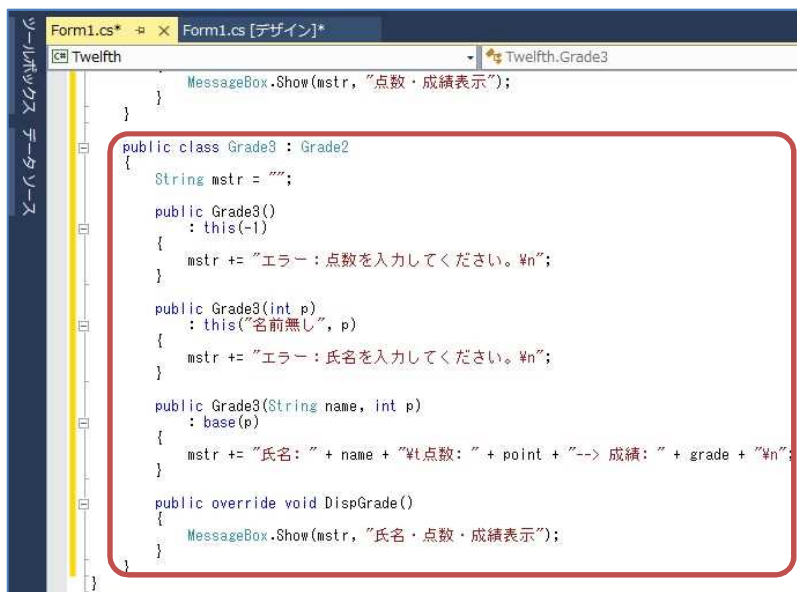 ツールボックス データ ソース
Form1.cs* Form1.cs [デザイン]*
C# Twelfth Twelfth.Grade3
{
MessageBox.Show(mstr, "点数・成績表示");
}
}
public class Grade3 : Grade2
{
String mstr = "";
public Grade3()
: this(-1)
{
mstr += "エラー：点数を入力してください。¥n";
}
public Grade3(int p)
: this("名前無し", p)
{
mstr += "エラー：氏名を入力してください。¥n";
}
public Grade3(String name, int p)
: base(p)
{
mstr += "氏名: " + name + "¥t点数: " + point + "--> 成績: " + grade + "¥n";
}
public override void DispGrade()
{
MessageBox.Show(mstr, "氏名・点数・成績表示");
}
}
}